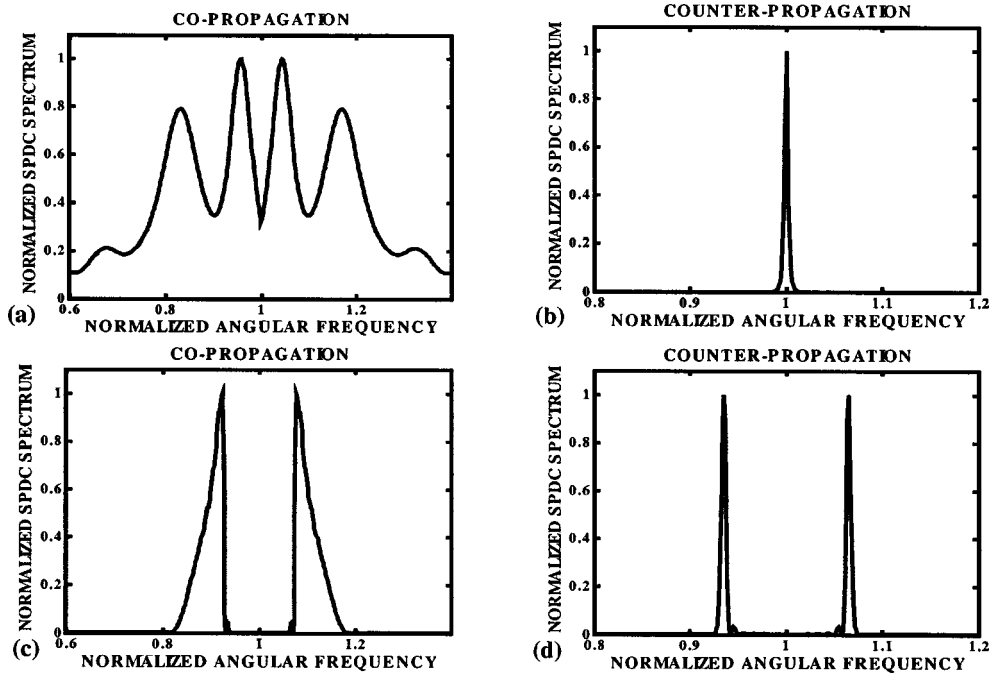 CO-PROPAGATION
NORMALIZED SPDC SPECTRUM
1
0.8
0.6
0.4
0.2
0
0.6
0.8
1
1.2
NORMALIZED ANGULAR FREQUENCY
(a)
COUNTER-PROPAGATION
NORMALIZED SPDC SPECTRUM
1
0.8
0.6
0.4
0.2
0
0.8
0.9
1
1.1
1.2
NORMALIZED ANGULAR FREQUENCY
(b)
CO-PROPAGATION
NORMALIZED SPDC SPECTRUM
1
0.8
0.6
0.4
0.2
0
0.6
0.8
1
1.2
NORMALIZED ANGULAR FREQUENCY
(c)
COUNTER-PROPAGATION
NORMALIZED SPDC SPECTRUM
1
0.8
0.6
0.4
0.2
0
0.8
0.9
1
1.1
1.2
NORMALIZED ANGULAR FREQUENCY
(d)